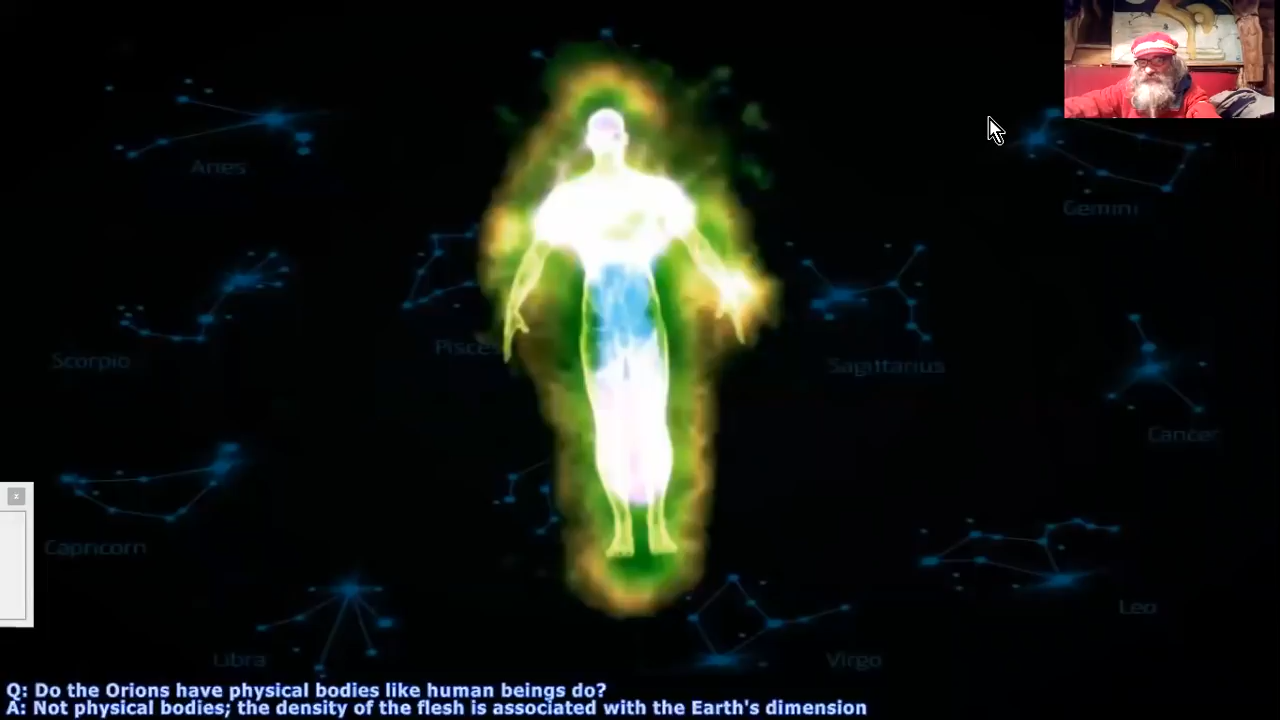 Aries
Gemini
Scorpio
Pisces
Sagattarius
Cancer
Capricorn
Leo
Libra
Virgo
Q: Do the Orions have physical bodies like human beings do?
A: Not physical bodies; the density of the flesh is associated with the Earth's dimension